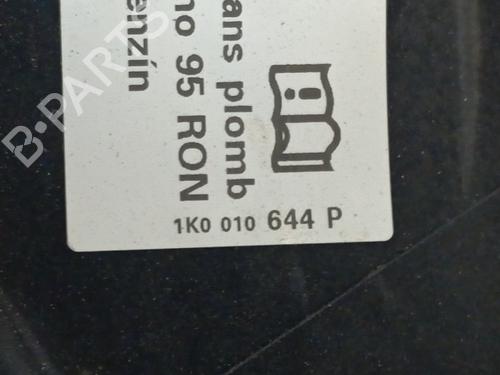 ans plomb
no 95 RON
enzín
1K0 010 644 P
B-PARTS